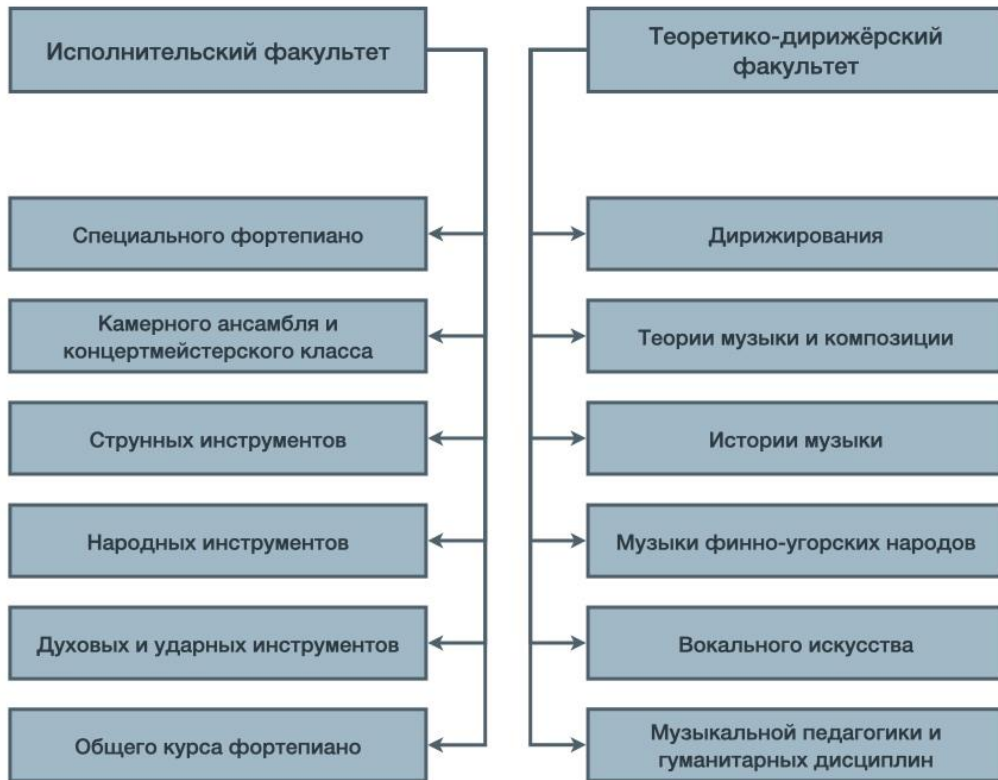 Исполнительский факультет
Теоретико-дирижёрский
факультет
Специального фортепиано
Камерного ансамбля и
концертмейстерского класса
Струнных инструментов
Народных инструментов
Духовых и ударных инструментов
Общего курса фортепиано
Дирижирования
Теории музыки и композиции
Истории музыки
Музыки финно-угорских народов
Вокального искусства
Музыкальной педагогики и
гуманитарных дисциплин